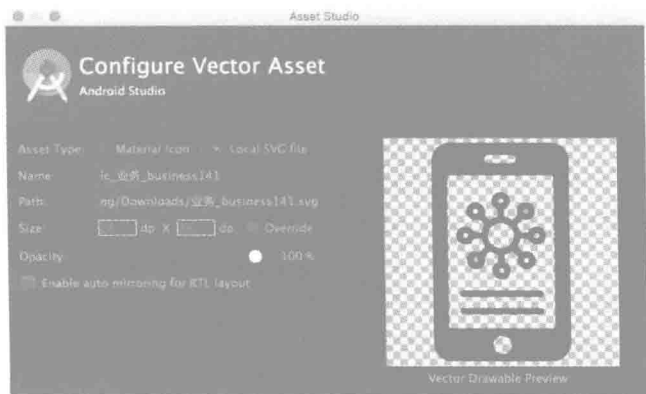 Asset Studio
Configure Vector Asset
Android Studio
Asset Type: Material Icon Local SVG file
Name: ic_业务_business141
Path: ng/Downloads/业务_business141.svg
Size: dp X dp Override
Opacity: 100 %
Enable auto mirroring for RTL layout
Vector Drawable Preview